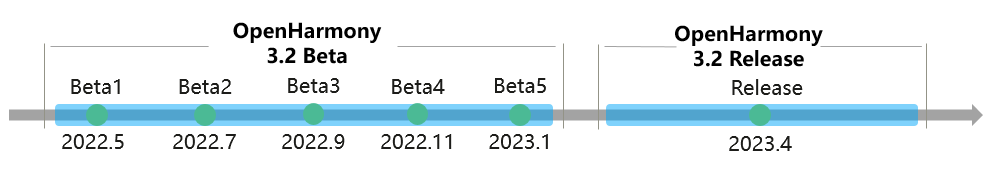 OpenHarmony
3.2 Beta
Beta1 Beta2 Beta3 Beta4 Beta5
2022.5 2022.7 2022.9 2022.11 2023.1
OpenHarmony
3.2 Release
Release
2023.4